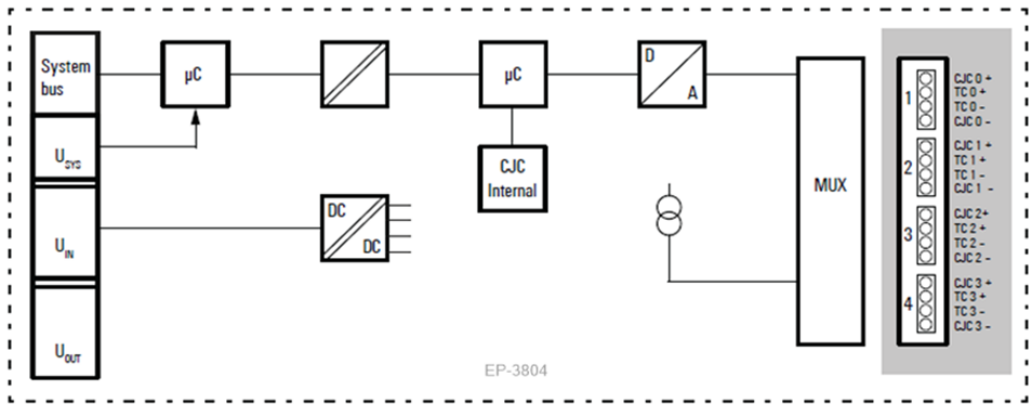 System
bus
µC
µC
D
A
U SYS
CJC
Internal
U IN
DC
DC
U OUT
MUX
1
CJC 0 +
TC 0 +
TC 0 -
CJC 0 -
2
CJC 1 +
TC 1 +
TC 1 -
CJC 1 -
3
CJC 2+
TC 2 +
TC 2 -
CJC 2 -
4
CJC 3 +
TC 3 +
TC 3 -
CJC 3 -
EP-3804